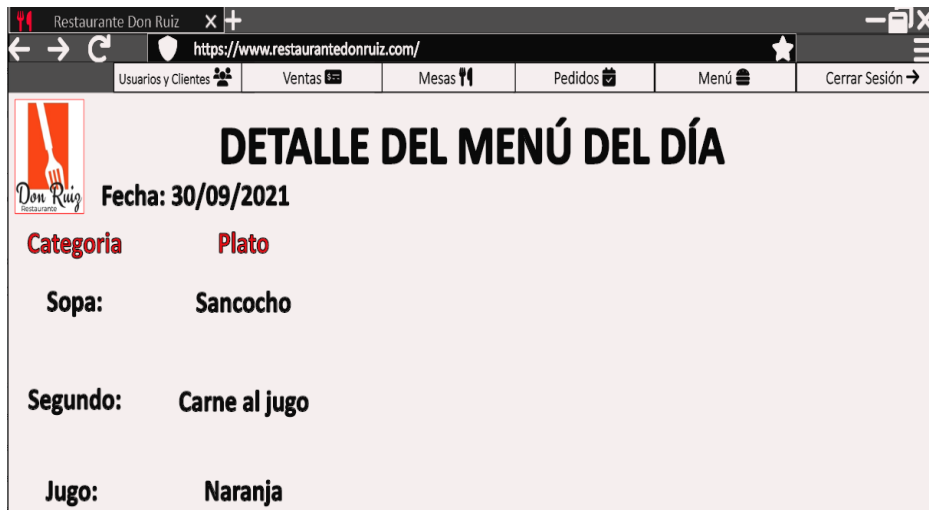 Restaurante Don Ruiz
https://www.restaurantedonruiz.com/
Usuarios y Clientes Ventas Mesas Pedidos Menú Cerrar Sesión
DETALLE DEL MENÚ DEL DÍA
Don Ruiz
Restaurante
Fecha: 30/09/2021
Categoria Plato
Sopa: Sancocho
Segundo: Carne al jugo
Jugo: Naranja